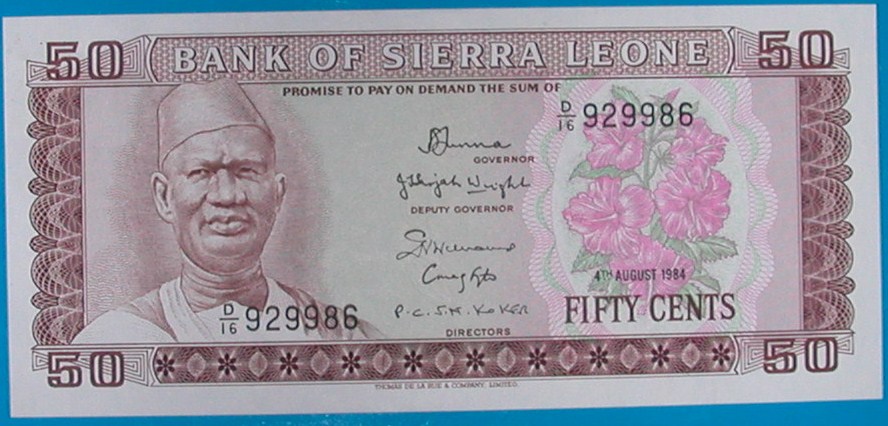 50 BANK OF SIERRA LEONE 50
PROMISE TO PAY ON DEMAND THE SUM OF
D/16 929986
GOVERNOR
DEPUTY GOVERNOR
4TH AUGUST 1984
D/16 929986
P.C.S.M. KOKER
FIFTY CENTS
DIRECTORS
50 50
THOMAS DE LA RUE & COMPANY, LIMITED.